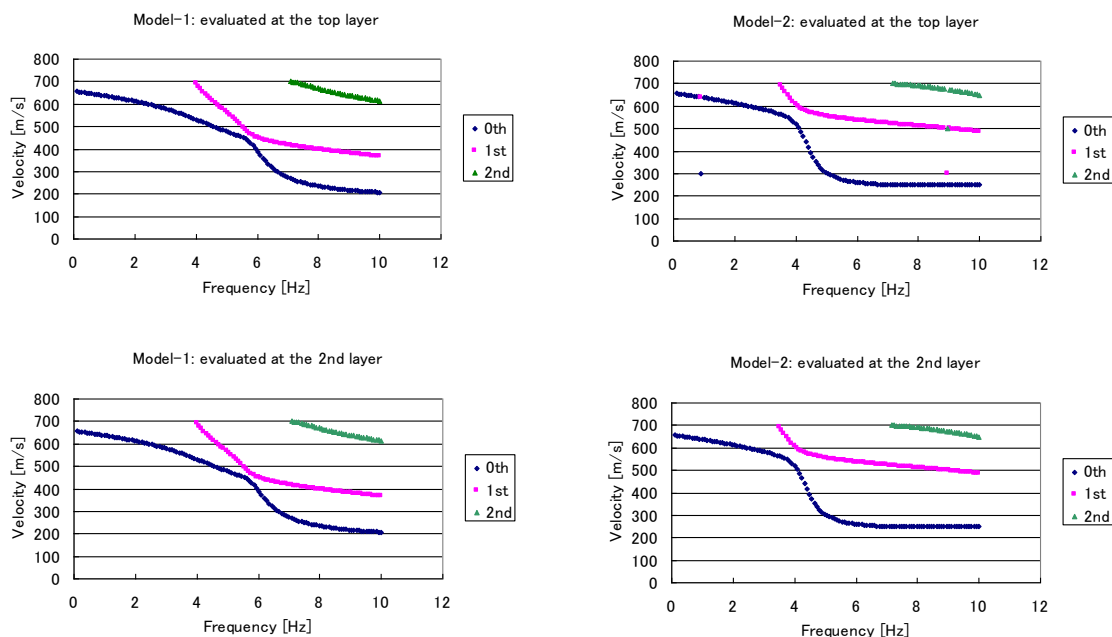 Model-1: evaluated at the top layer
800
700
600
500
400
300
200
100
0
Velocity [m/s]
0 2 4 6 8 10 12
Frequency [Hz]
0th
1st
2nd
Model-2: evaluated at the top layer
800
700
600
500
400
300
200
100
0
Velocity [m/s]
0 2 4 6 8 10 12
Frequency [Hz]
0th
1st
2nd
Model-1: evaluated at the 2nd layer
800
700
600
500
400
300
200
100
0
Velocity [m/s]
0 2 4 6 8 10 12
Frequency [Hz]
0th
1st
2nd
Model-2: evaluated at the 2nd layer
800
700
600
500
400
300
200
100
0
Velocity [m/s]
0 2 4 6 8 10 12
Frequency [Hz]
0th
1st
2nd